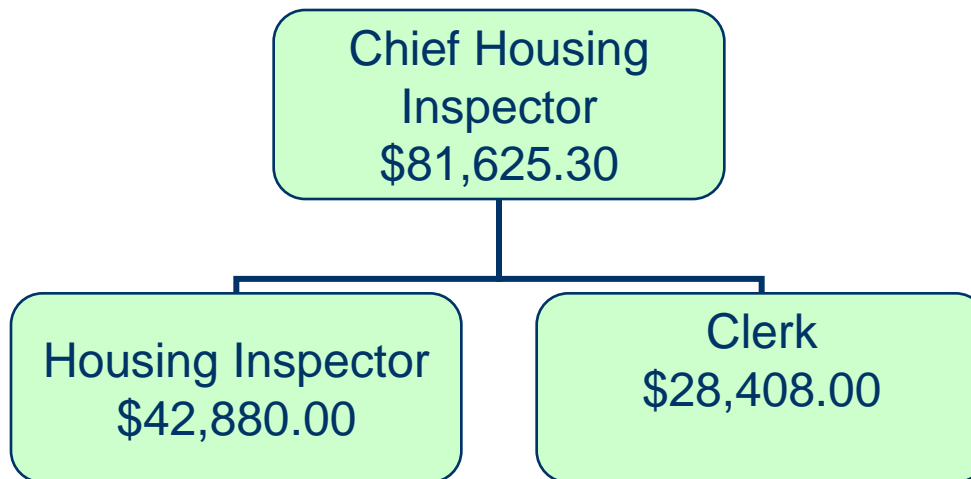 Chief Housing
Inspector
$81,625.30
Housing Inspector
$42,880.00
Clerk
$28,408.00